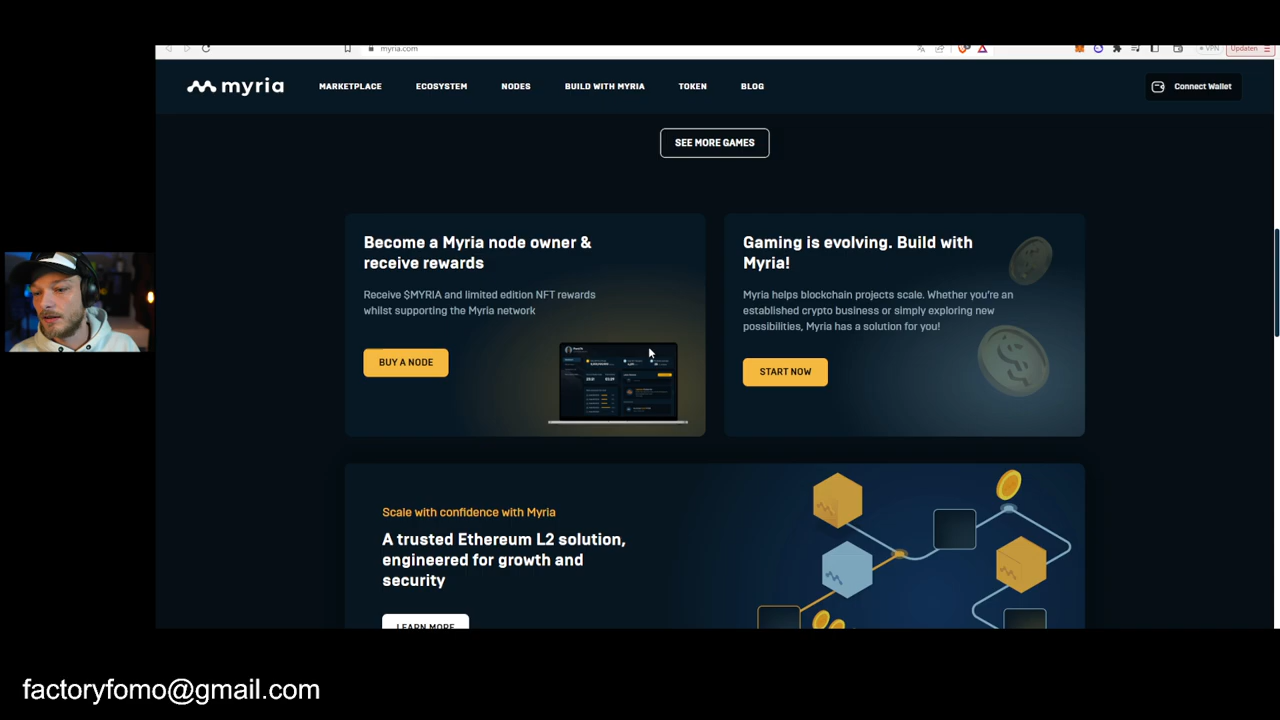 myria.com
VPN
Updaten
myria
MARKETPLACE
ECOSYSTEM
NODES
BUILD WITH MYRIA
TOKEN
BLOG
Connect Wallet
SEE MORE GAMES
Become a Myria node owner &
receive rewards
Receive $MYRIA and limited edition NFT rewards
whilst supporting the Myria network
BUY A NODE
Gaming is evolving. Build with
Myria!
Myria helps blockchain projects scale. Whether you're an
established crypto business or simply exploring new
possibilities, Myria has a solution for you!
START NOW
Scale with confidence with Myria
A trusted Ethereum L2 solution,
engineered for growth and
security
LEARN MORE
factoryfomo@gmail.com